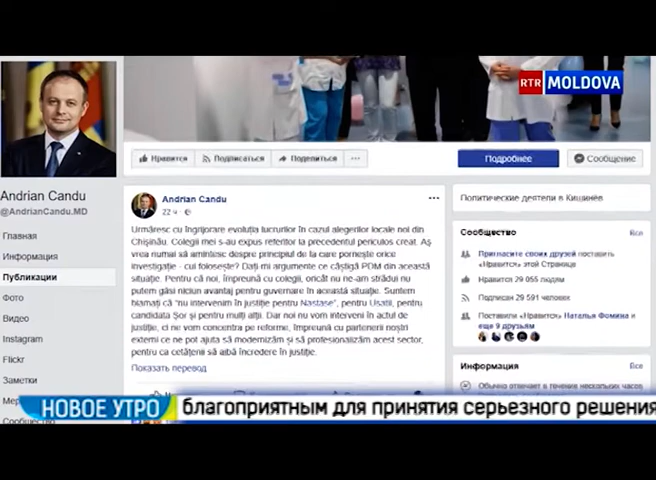 RTR MOLDOVA
Нравится
Подписаться
Поделиться
Подробнее
Сообщение
Andrian Candu
@AndrianCandu.MD
Главная
Информация
Публикации
Фото
Видео
Instagram
Flickr
Заметки
Andrian Candu
22 ч
Urmăresc cu îngrijorare evoluția lucrurilor în cazul alegerilor locale noi din
Chișinău. Colegii mei s-au expus referitor la precedentul periculos creat. Aș
vrea numai să amintesc despre principiul de la care pornește orice
investigație - cui folosește? Dați-mi argumente ce câștigă PDM din această
situație. Pentru că noi, împreună cu colegii, oricât nu ne-am strădui nu
putem găsi niciun avantaj pentru guvernare în această situație. Suntem
blamați că "nu intervenim în justiție pentru Nastase", pentru Usatii, pentru
candidata Șor și pentru mulți alții. Dar noi nu vom interveni în actul de
justiție, ci ne vom concentra pe reforme, împreună cu partenerii noștri
externi ce ne pot ajuta să modernizăm și să profesionalizăm acest sector,
pentru ca cetățenii să aibă încredere în justiție.
Показать перевод
Политические деятели в Кишинёв
Сообщество
Все
Пригласите своих друзей поставить
«Нравится» этой Странице
Нравится 29 055 людям
Подписан 29 591 человек
Поставили «Нравится» Наталья Фомина и
еще 9 друзьям
Информация
Все
Обычно отвечает в течение нескольких часов
НОВОЕ УТРО
благоприятным для принятия серьезного решения